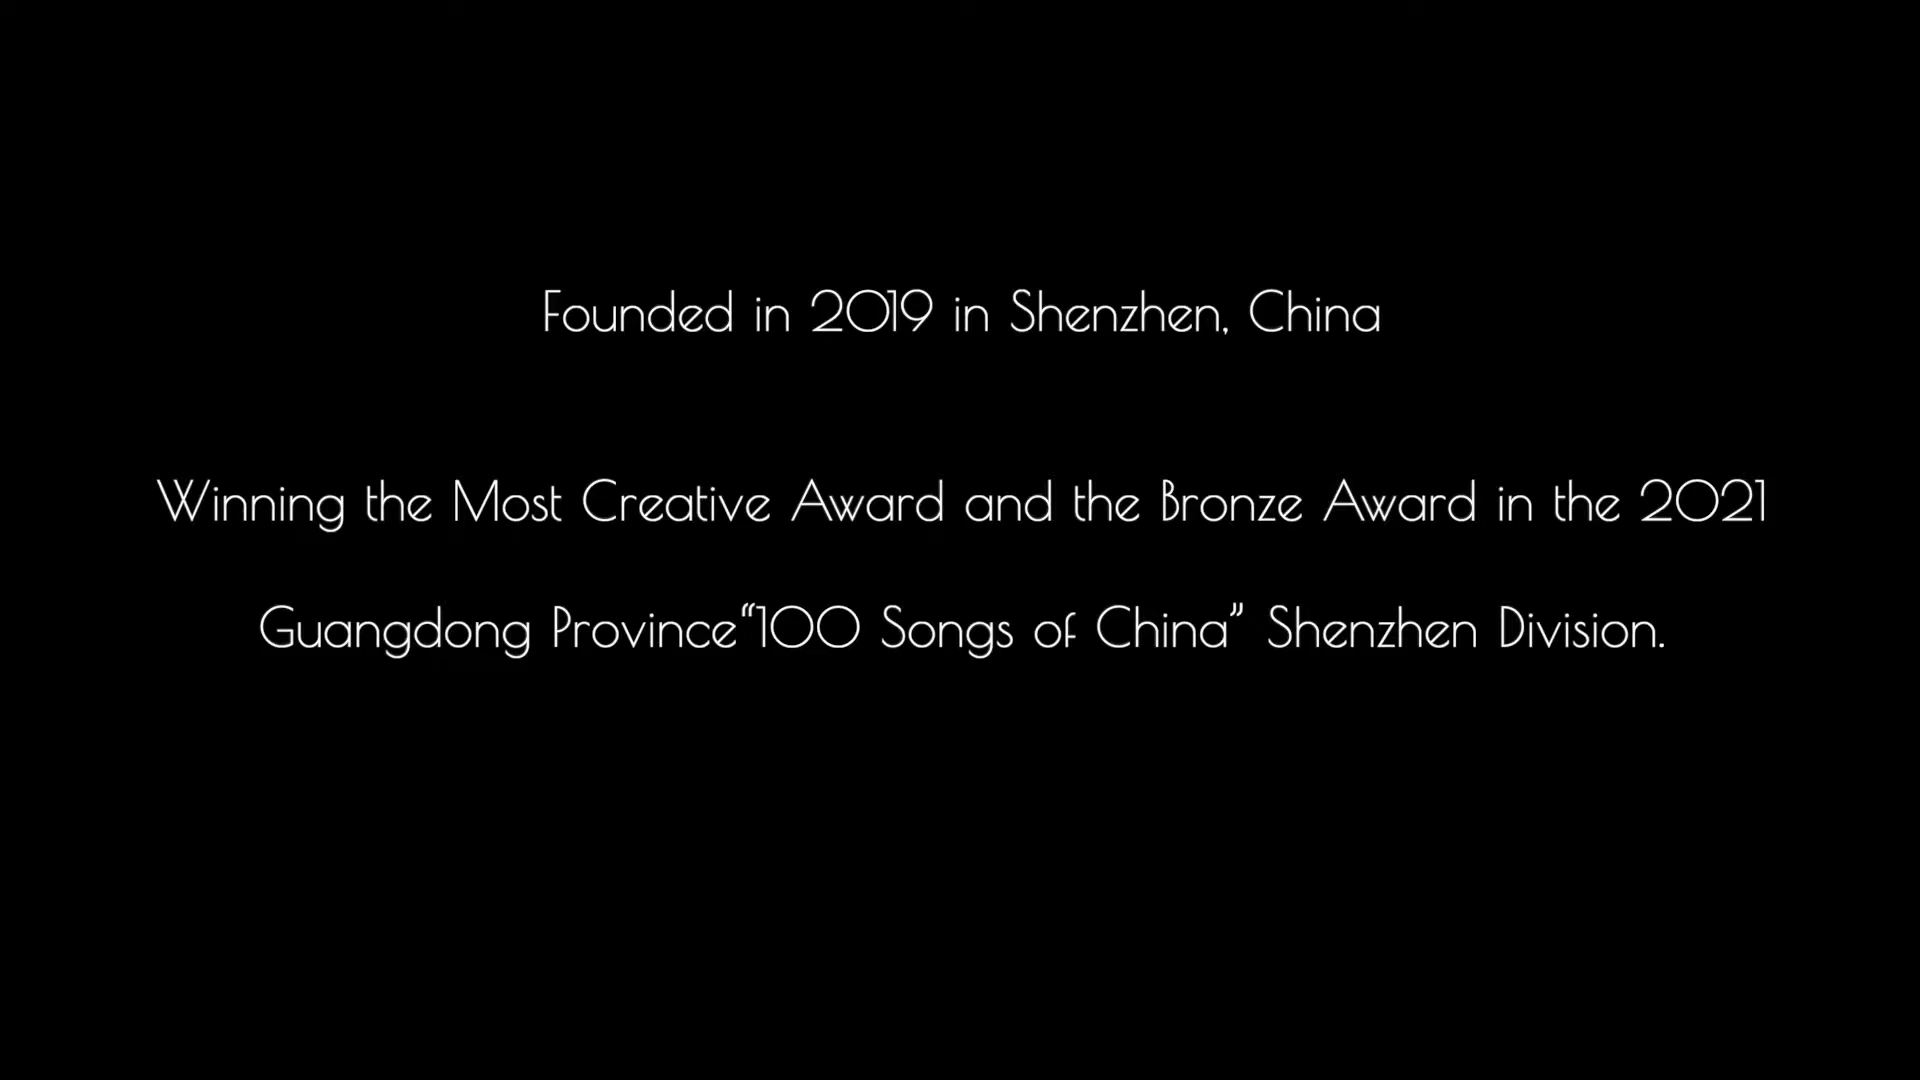 Founded in 2019 in Shenzhen, China
Winning the Most Creative Award and the Bronze Award in the 2021
Guangdong Province“100 Songs of China” Shenzhen Division.